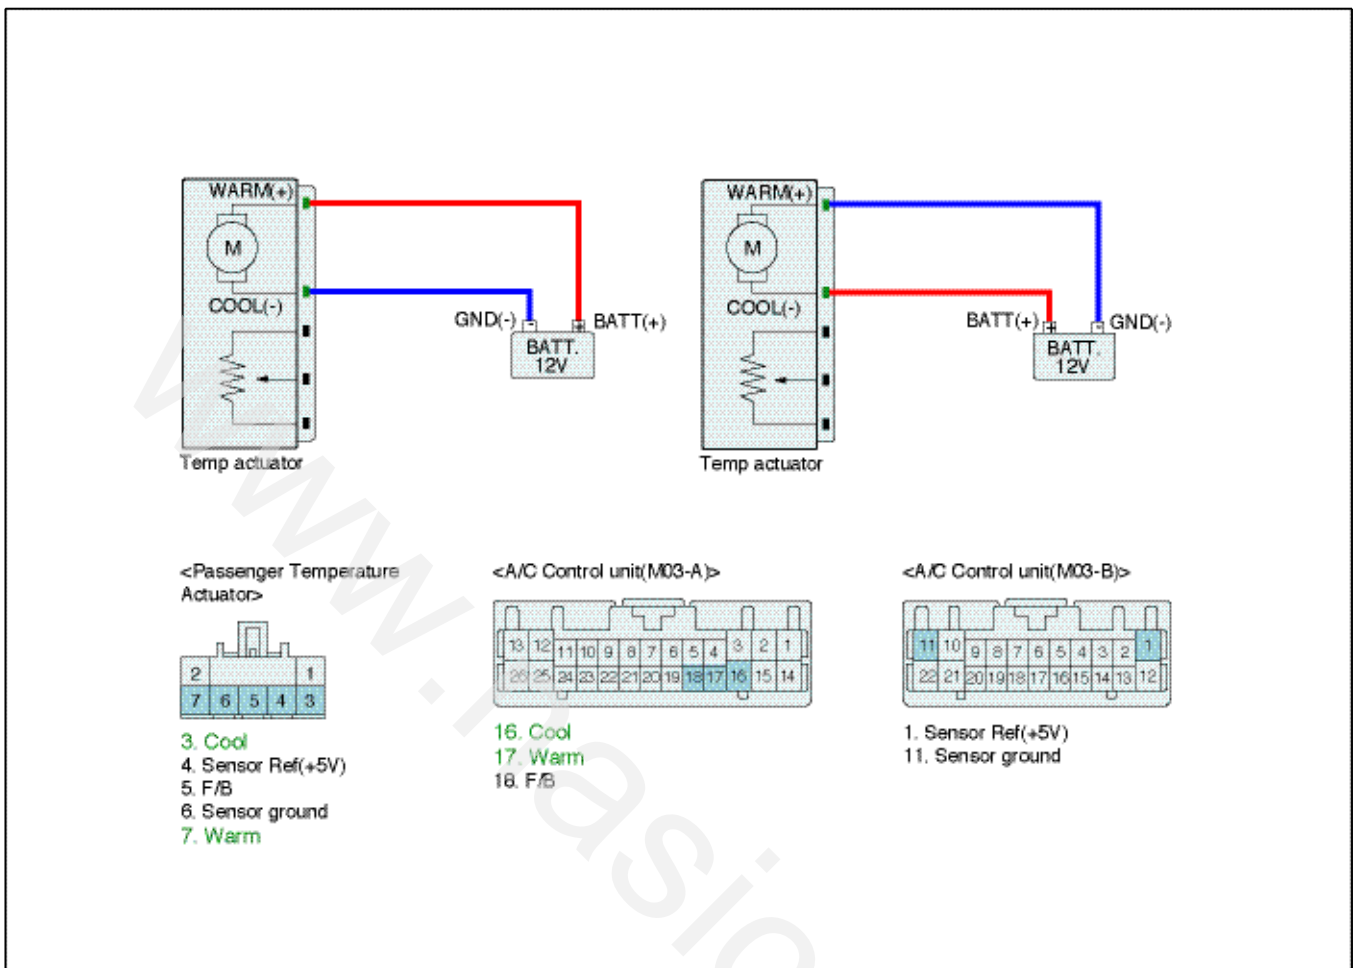 WARM(+)
M
COOL(-)
GND(-)
BATT(+)
BATT.
12V
Temp actuator
WARM(+)
M
COOL(-)
BATT(+)
GND(-)
BATT.
12V
Temp actuator
<Passenger Temperature
Actuator>
2 1
7 6 5 4 3
3. Cool
4. Sensor Ref(+5V)
5. F/B
6. Sensor ground
7. Warm
<A/C Control unit(M03-A)>
13 12 11 10 9 8 7 6 5 4 3 2 1
26 25 24 23 22 21 20 19 18 17 16 15 14
16. Cool
17. Warm
18. F/B
<A/C Control unit(M03-B)>
11 10 9 8 7 6 5 4 3 2 1
22 21 20 19 18 17 16 15 14 13 12
1. Sensor Ref(+5V)
11. Sensor ground